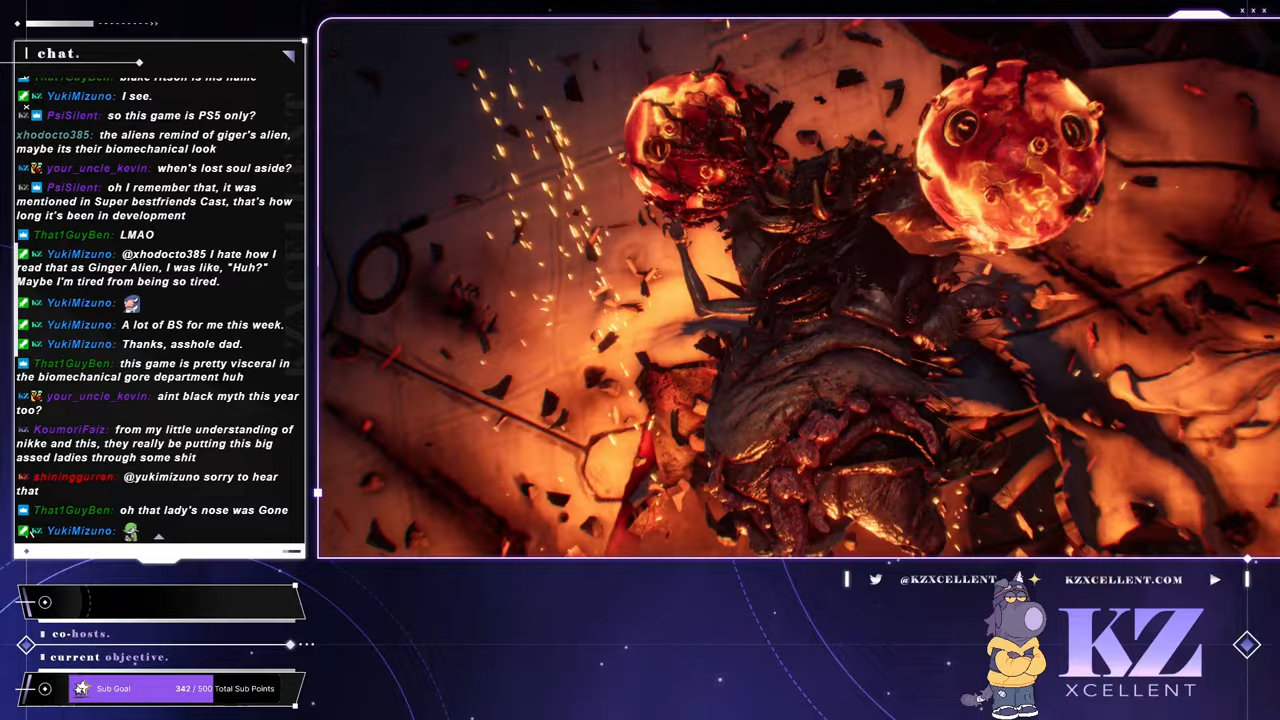 chat.
That1GuyBen: blake ritson is his name
YukiMizuno: I see.
PsiSilent: so this game is PS5 only?
xhodocto385: the aliens remind of giger's alien,
maybe its their biomechanical look
your_uncle_kevin: when's lost soul aside?
PsiSilent: oh I remember that, it was
mentioned in Super bestfriends Cast, that's how
long it's been in development
That1GuyBen: LMAO
YukiMizuno: @xhodocto385 I hate how I
read that as Ginger Alien, I was like, "Huh?"
Maybe I'm tired from being so tired.
YukiMizuno:
YukiMizuno: A lot of BS for me this week.
YukiMizuno: Thanks, asshole dad.
That1GuyBen: this game is pretty visceral in
the biomechanical gore department huh
your_uncle_kevin: aint black myth this year
too?
KoumoriFaiz: from my little understanding of
nikke and this, they really be putting this big
assed ladies through some shit
shininggurren: @yukimizuno sorry to hear
that
That1GuyBen: oh that lady's nose was Gone
YukiMizuno:
co-hosts.
current objective.
Sub Goal 342 / 500 Total Sub Points
@KZXCELLENT KZXCELLENT.COM
KZ
XCELLENT